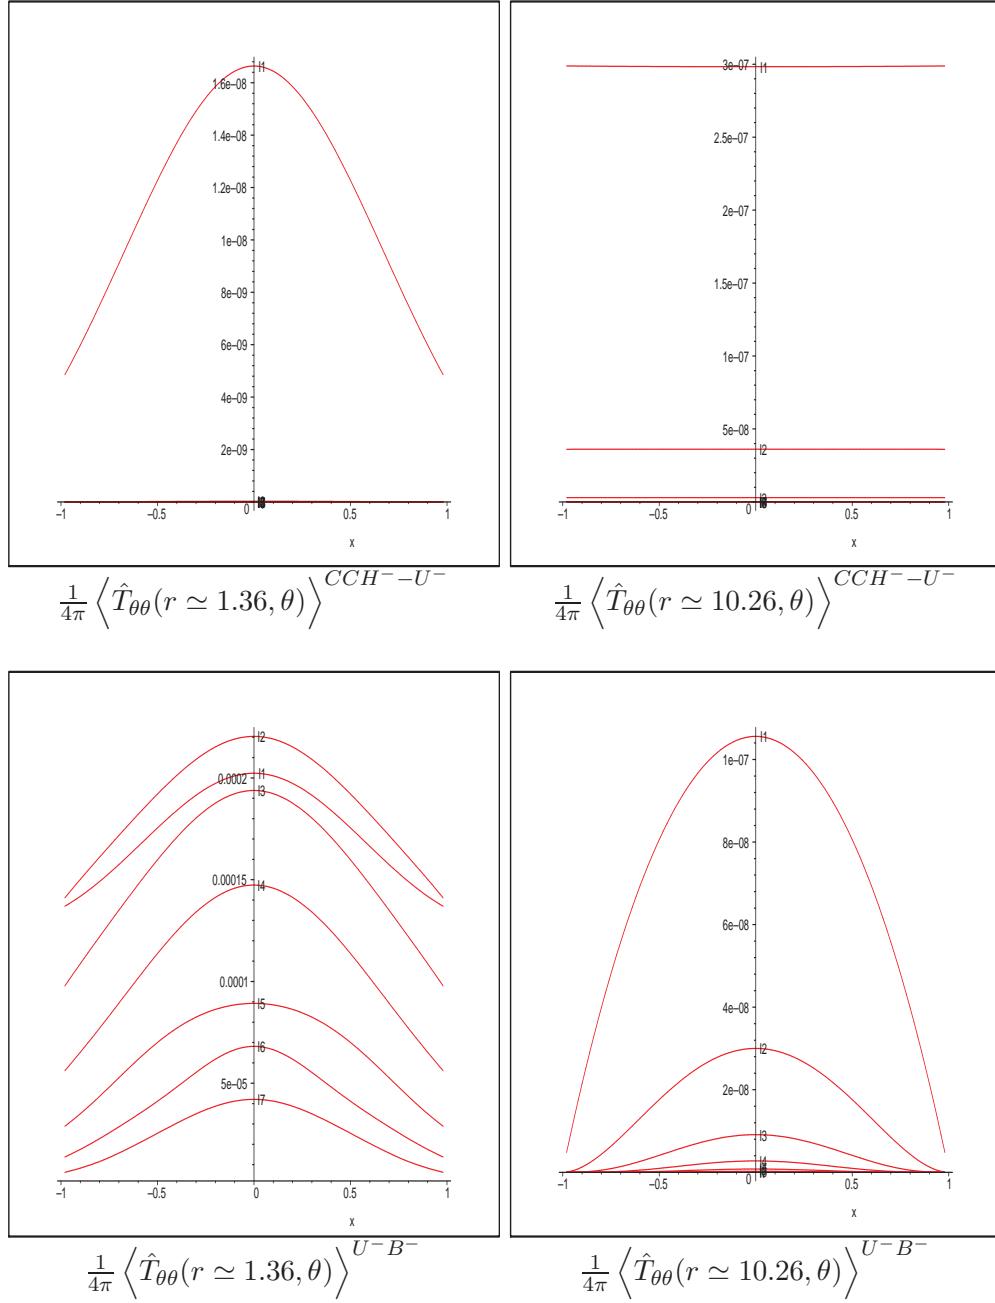 l1
1.6e-08
1.4e-08
1.2e-08
1e-08
8e-09
6e-09
4e-09
2e-09
-1 -0.5 0 0.5 1
x
1/4π ⟨T̂_θθ(r ≃ 1.36, θ)⟩^{CCH^- - U^-}
3e-07 l1
2.5e-07
2e-07
1.5e-07
1e-07
5e-08
l2
-1 -0.5 0 0.5 1
x
1/4π ⟨T̂_θθ(r ≃ 10.26, θ)⟩^{CCH^- - U^-}
l2
l1
0.0002
l3
0.00015
l4
0.0001
l5
l6
5e-05
l7
-1 -0.5 0 0.5 1
x
1/4π ⟨T̂_θθ(r ≃ 1.36, θ)⟩^{U^- B^-}
l1
1e-07
8e-08
6e-08
4e-08
l2
2e-08
l3
l4
-1 -0.5 0 0.5 1
x
1/4π ⟨T̂_θθ(r ≃ 10.26, θ)⟩^{U^- B^-}